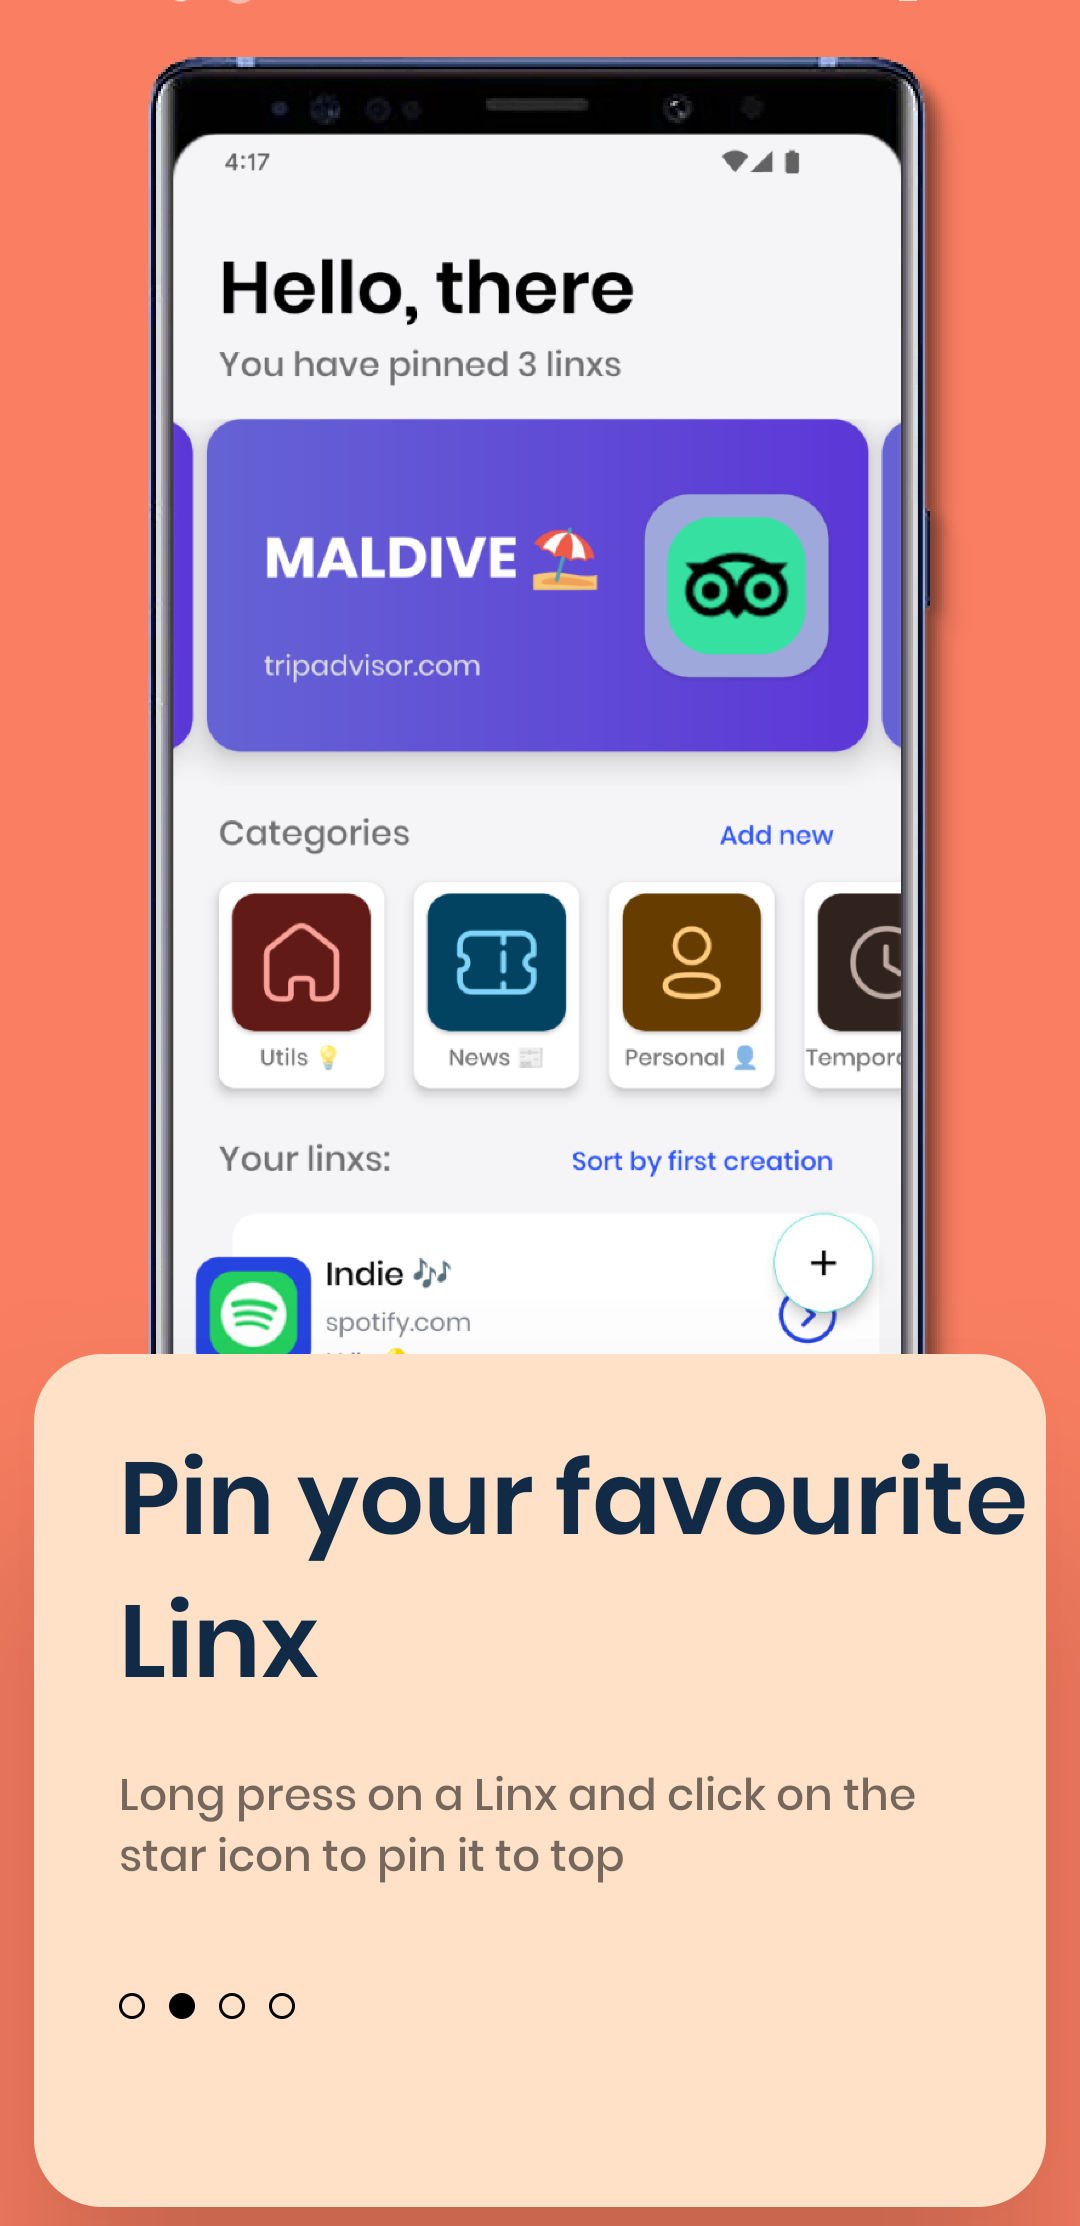 4:17
Hello, there
You have pinned 3 linxs
MALDIVE 🏖️
tripadvisor.com
Categories
Add new
Utils 💡
News 📰
Personal 👤
Your linxs:
Sort by first creation
Indie 🎶
spotify.com
Pin your favourite
Linx
Long press on a Linx and click on the
star icon to pin it to top